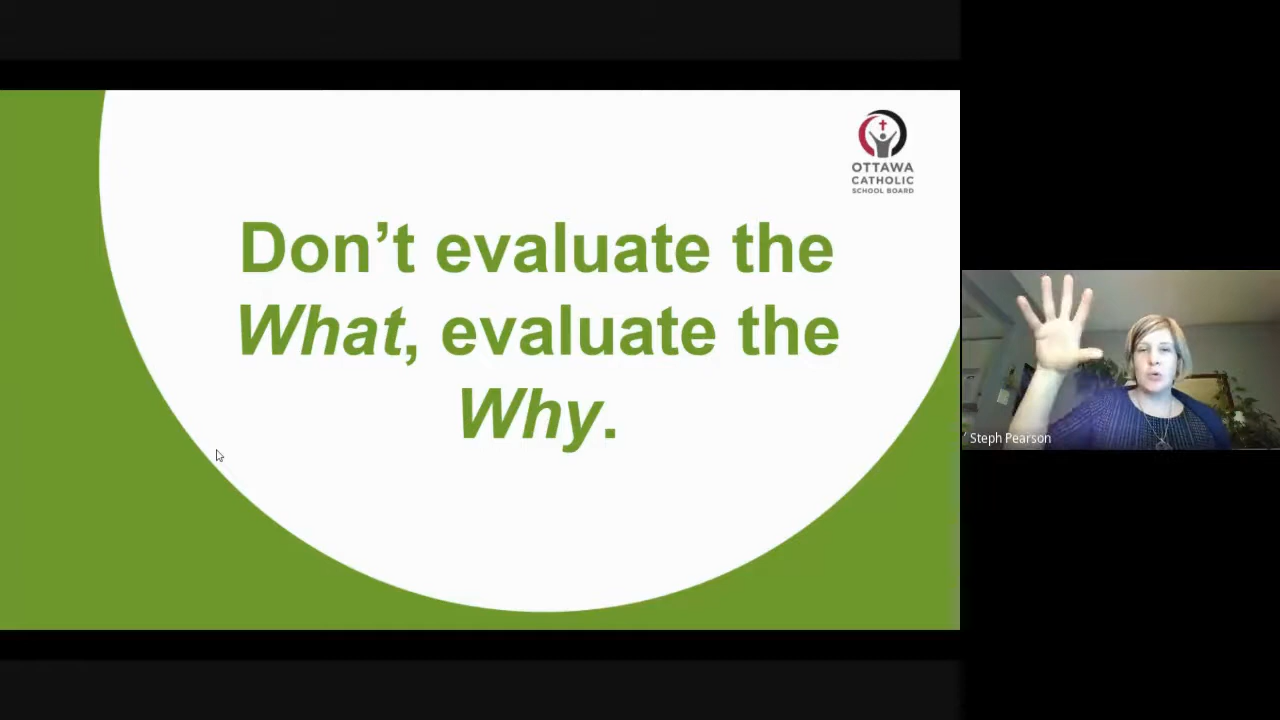 OTTAWA
CATHOLIC
SCHOOL BOARD
Don’t evaluate the
What, evaluate the
Why.
Steph Pearson